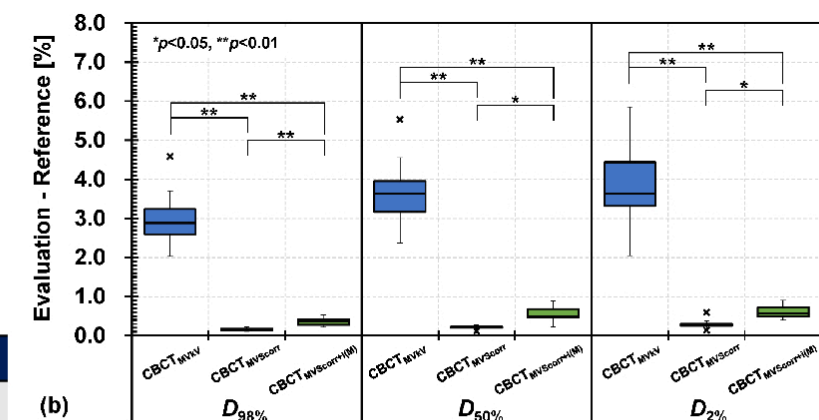 Evaluation - Reference [%]
8.0
7.0
6.0
5.0
4.0
3.0
2.0
1.0
0.0
*p<0.05, **p<0.01
**
**
**
**
**
*
**
**
*
CBCTMVkV
CBCTMVScorr
CBCTMVScorr+I(M)
CBCTMVkV
CBCTMVScorr
CBCTMVScorr+I(M)
CBCTMVkV
CBCTMVScorr
CBCTMVScorr+I(M)
(b)
D98%
D50%
D2%